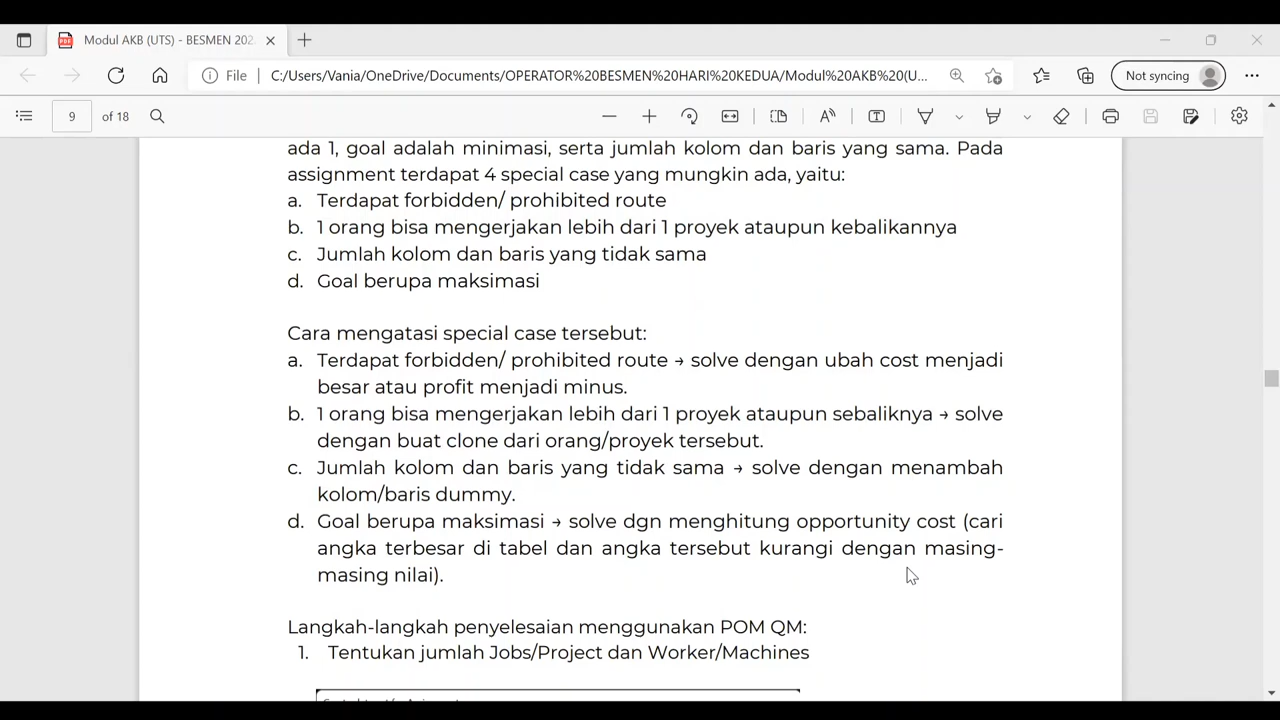 Modul AKB (UTS) - BESMEN 202
File
C:/Users/Vania/OneDrive/Documents/OPERATOR%20BESMEN%20HARI%20KEDUA/Modul%20AKB%20(U...
Not syncing
9 of 18
ada 1, goal adalah minimasi, serta jumlah kolom dan baris yang sama. Pada
assignment terdapat 4 special case yang mungkin ada, yaitu:
a. Terdapat forbidden/ prohibited route
b. 1 orang bisa mengerjakan lebih dari 1 proyek ataupun kebalikannya
c. Jumlah kolom dan baris yang tidak sama
d. Goal berupa maksimasi
Cara mengatasi special case tersebut:
a. Terdapat forbidden/ prohibited route → solve dengan ubah cost menjadi
besar atau profit menjadi minus.
b. 1 orang bisa mengerjakan lebih dari 1 proyek ataupun sebaliknya → solve
dengan buat clone dari orang/proyek tersebut.
c. Jumlah kolom dan baris yang tidak sama → solve dengan menambah
kolom/baris dummy.
d. Goal berupa maksimasi → solve dgn menghitung opportunity cost (cari
angka terbesar di tabel dan angka tersebut kurangi dengan masing-
masing nilai).
Langkah-langkah penyelesaian menggunakan POM QM:
1. Tentukan jumlah Jobs/Project dan Worker/Machines